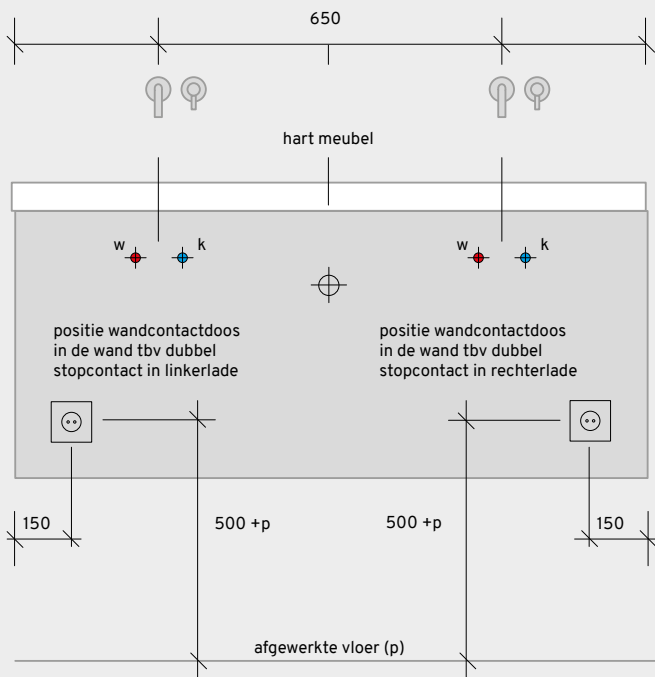 650
hart meubel
w k
w k
positie wandcontactdoos
in de wand tbv dubbel
stopcontact in linkerlade
positie wandcontactdoos
in de wand tbv dubbel
stopcontact in rechterlade
150
500 +p
500 +p
150
afgewerkte vloer (p)